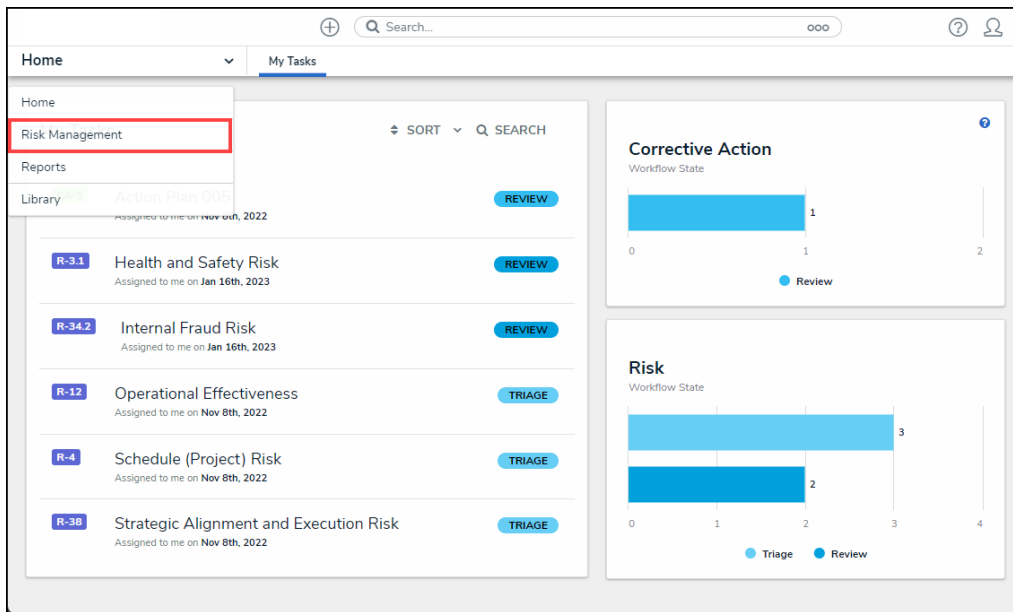 Search...
Home
My Tasks
Home
Risk Management
Reports
Library
SORT
SEARCH
Action Plan 005
REVIEW
Assigned to me on Nov 8th, 2022
R-3.1
Health and Safety Risk
REVIEW
Assigned to me on Jan 16th, 2023
R-34.2
Internal Fraud Risk
REVIEW
Assigned to me on Jan 16th, 2023
R-12
Operational Effectiveness
TRIAGE
Assigned to me on Nov 8th, 2022
R-4
Schedule (Project) Risk
TRIAGE
Assigned to me on Nov 8th, 2022
R-38
Strategic Alignment and Execution Risk
TRIAGE
Assigned to me on Nov 8th, 2022
?
Corrective Action
Workflow State
1
0 1 2
Review
Risk
Workflow State
3
2
0 1 2 3 4
Triage Review